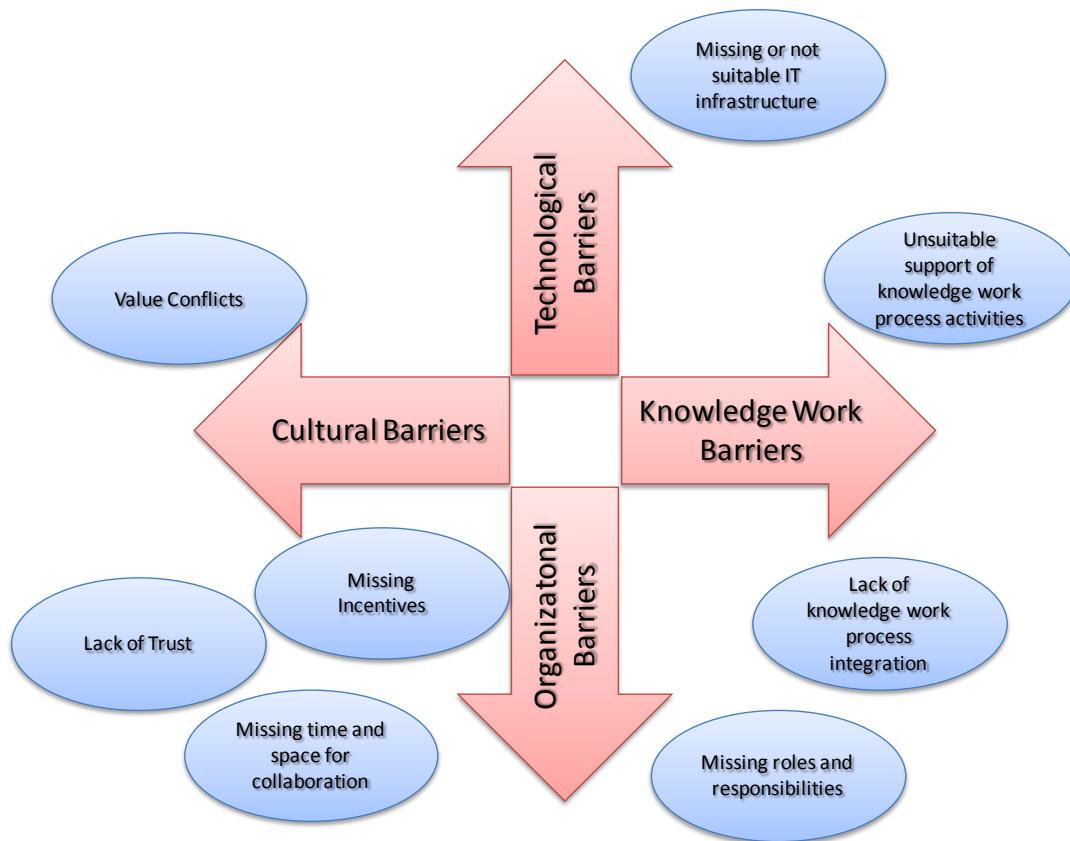 Missing or not
suitable IT
infrastructure
Technological
Barriers
Unsuitable
support of
knowledge work
process activities
Value Conflicts
Cultural Barriers
Knowledge Work
Barriers
Organizatonal
Barriers
Missing
Incentives
Lack of Trust
Lack of
knowledge work
process
integration
Missing time and
space for
collaboration
Missing roles and
responsibilities